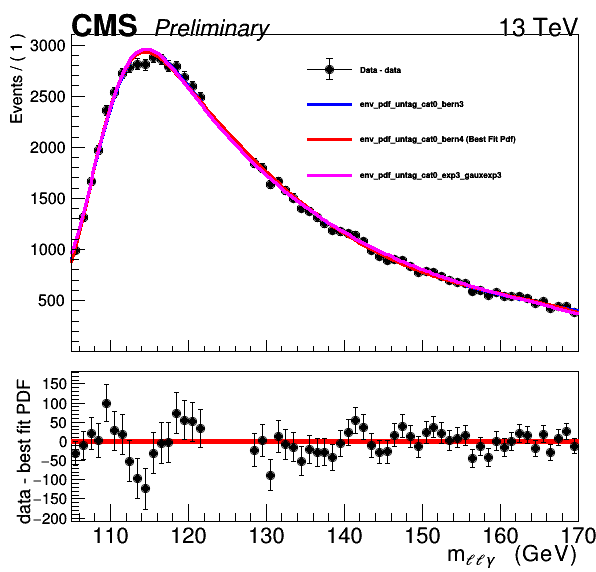 CMS Preliminary 13 TeV
Events / ( 1 )
3000
2500
2000
1500
1000
500
Data - data
env_pdf_untag_cat0_bern3
env_pdf_untag_cat0_bern4 (Best Fit Pdf)
env_pdf_untag_cat0_exp3_gauxexp3
data - best fit PDF
150
100
50
0
−50
−100
−150
−200
110 120 130 140 150 160 170
m_ℓℓγ (GeV)